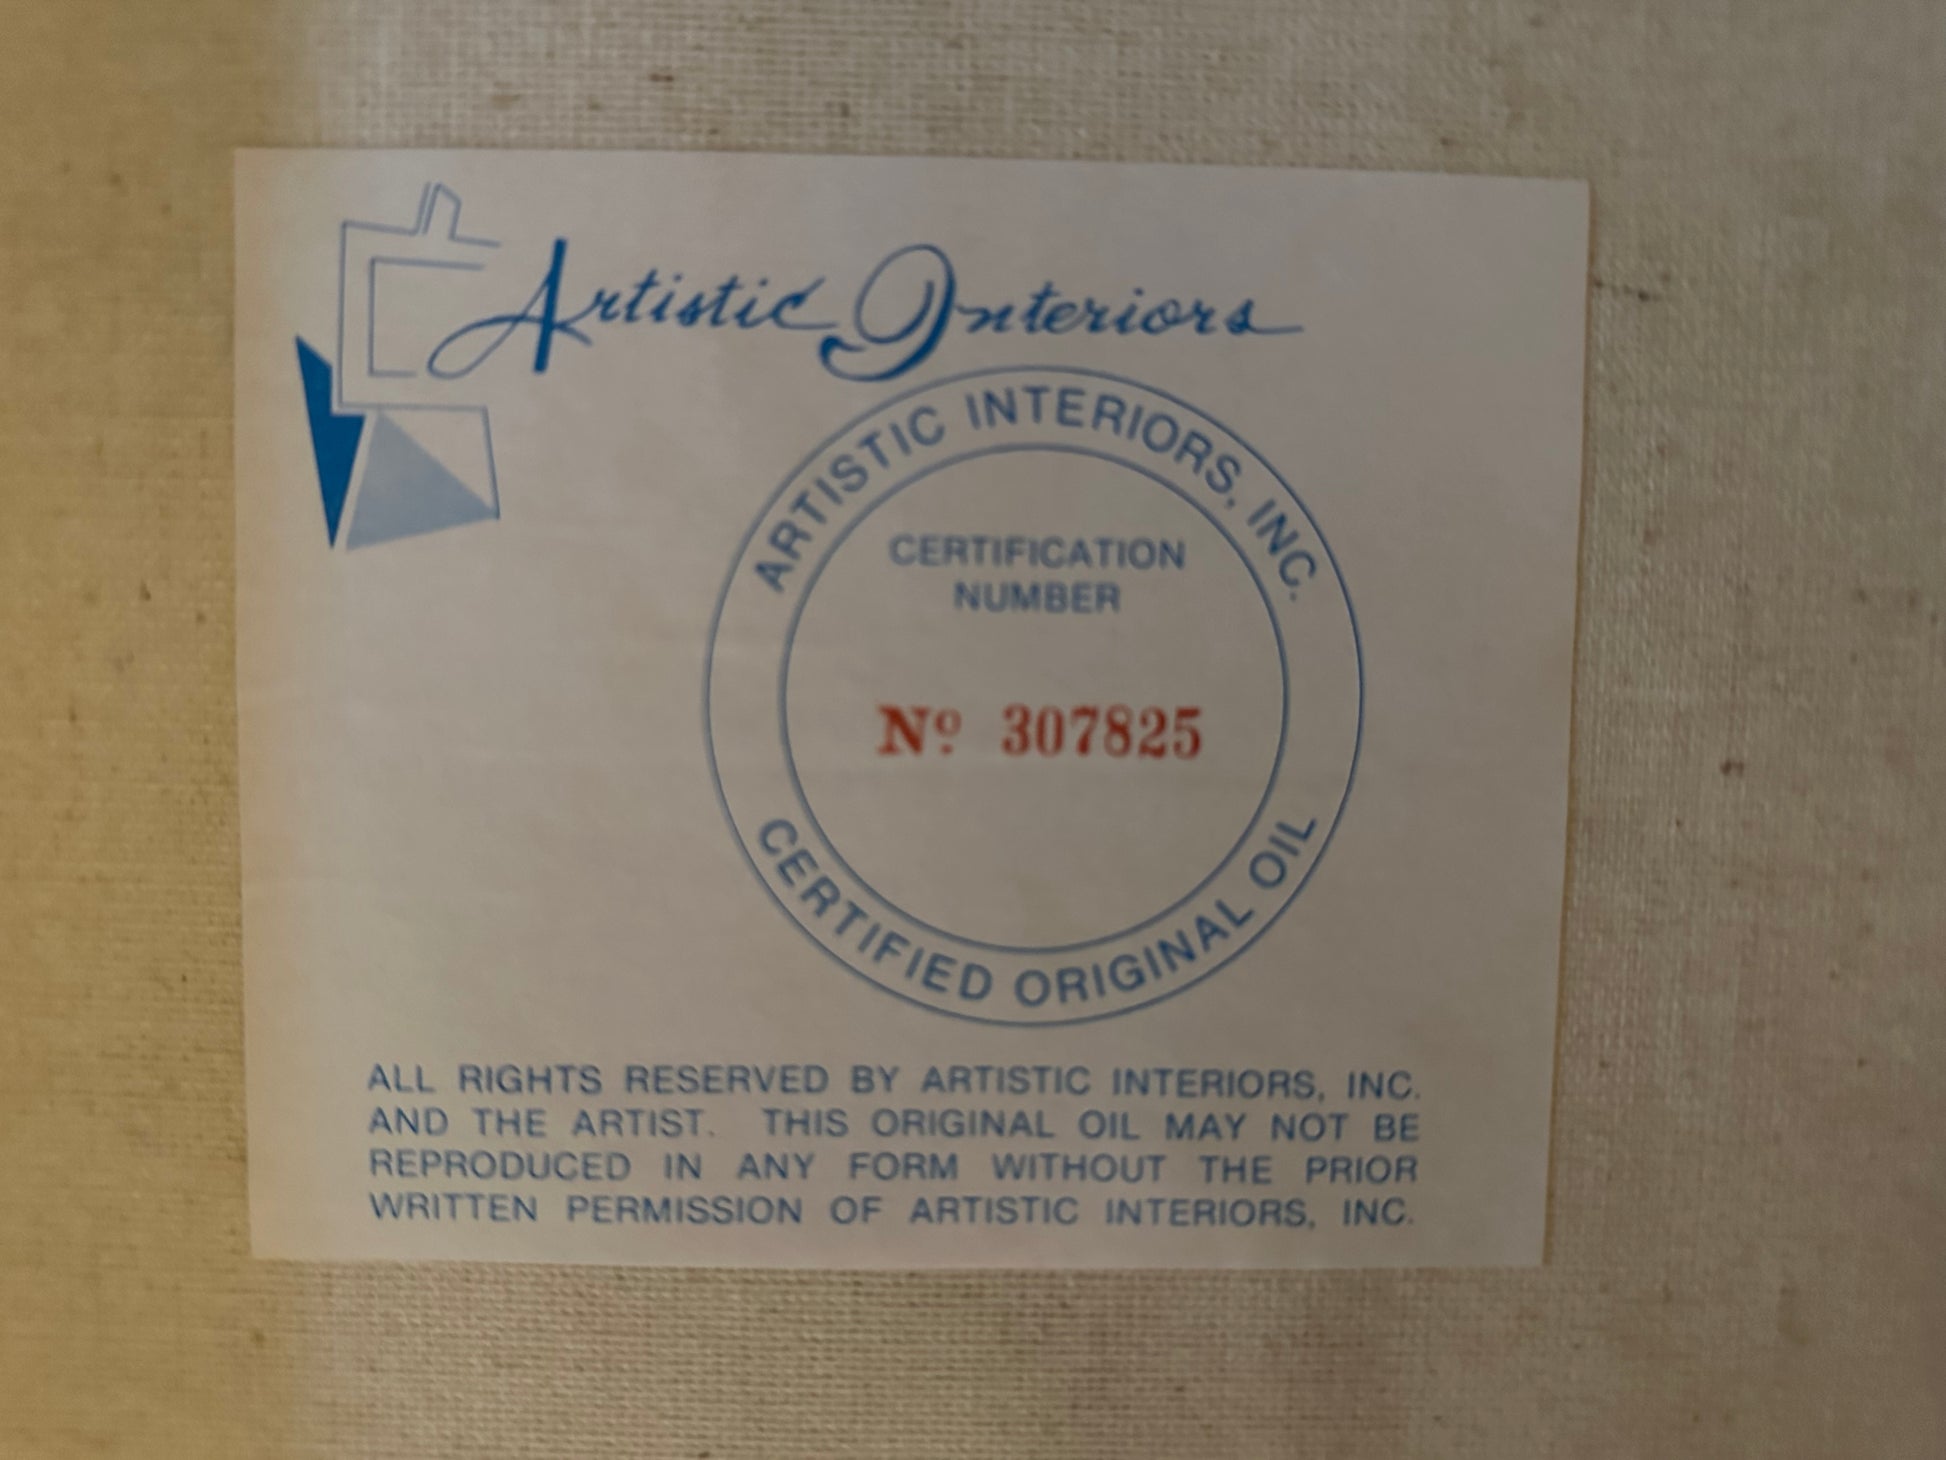 Artistic Interiors
ARTISTIC INTERIORS, INC.
CERTIFICATION
NUMBER
Nº 307825
CERTIFIED ORIGINAL OIL
ALL RIGHTS RESERVED BY ARTISTIC INTERIORS, INC.
AND THE ARTIST. THIS ORIGINAL OIL MAY NOT BE
REPRODUCED IN ANY FORM WITHOUT THE PRIOR
WRITTEN PERMISSION OF ARTISTIC INTERIORS, INC.